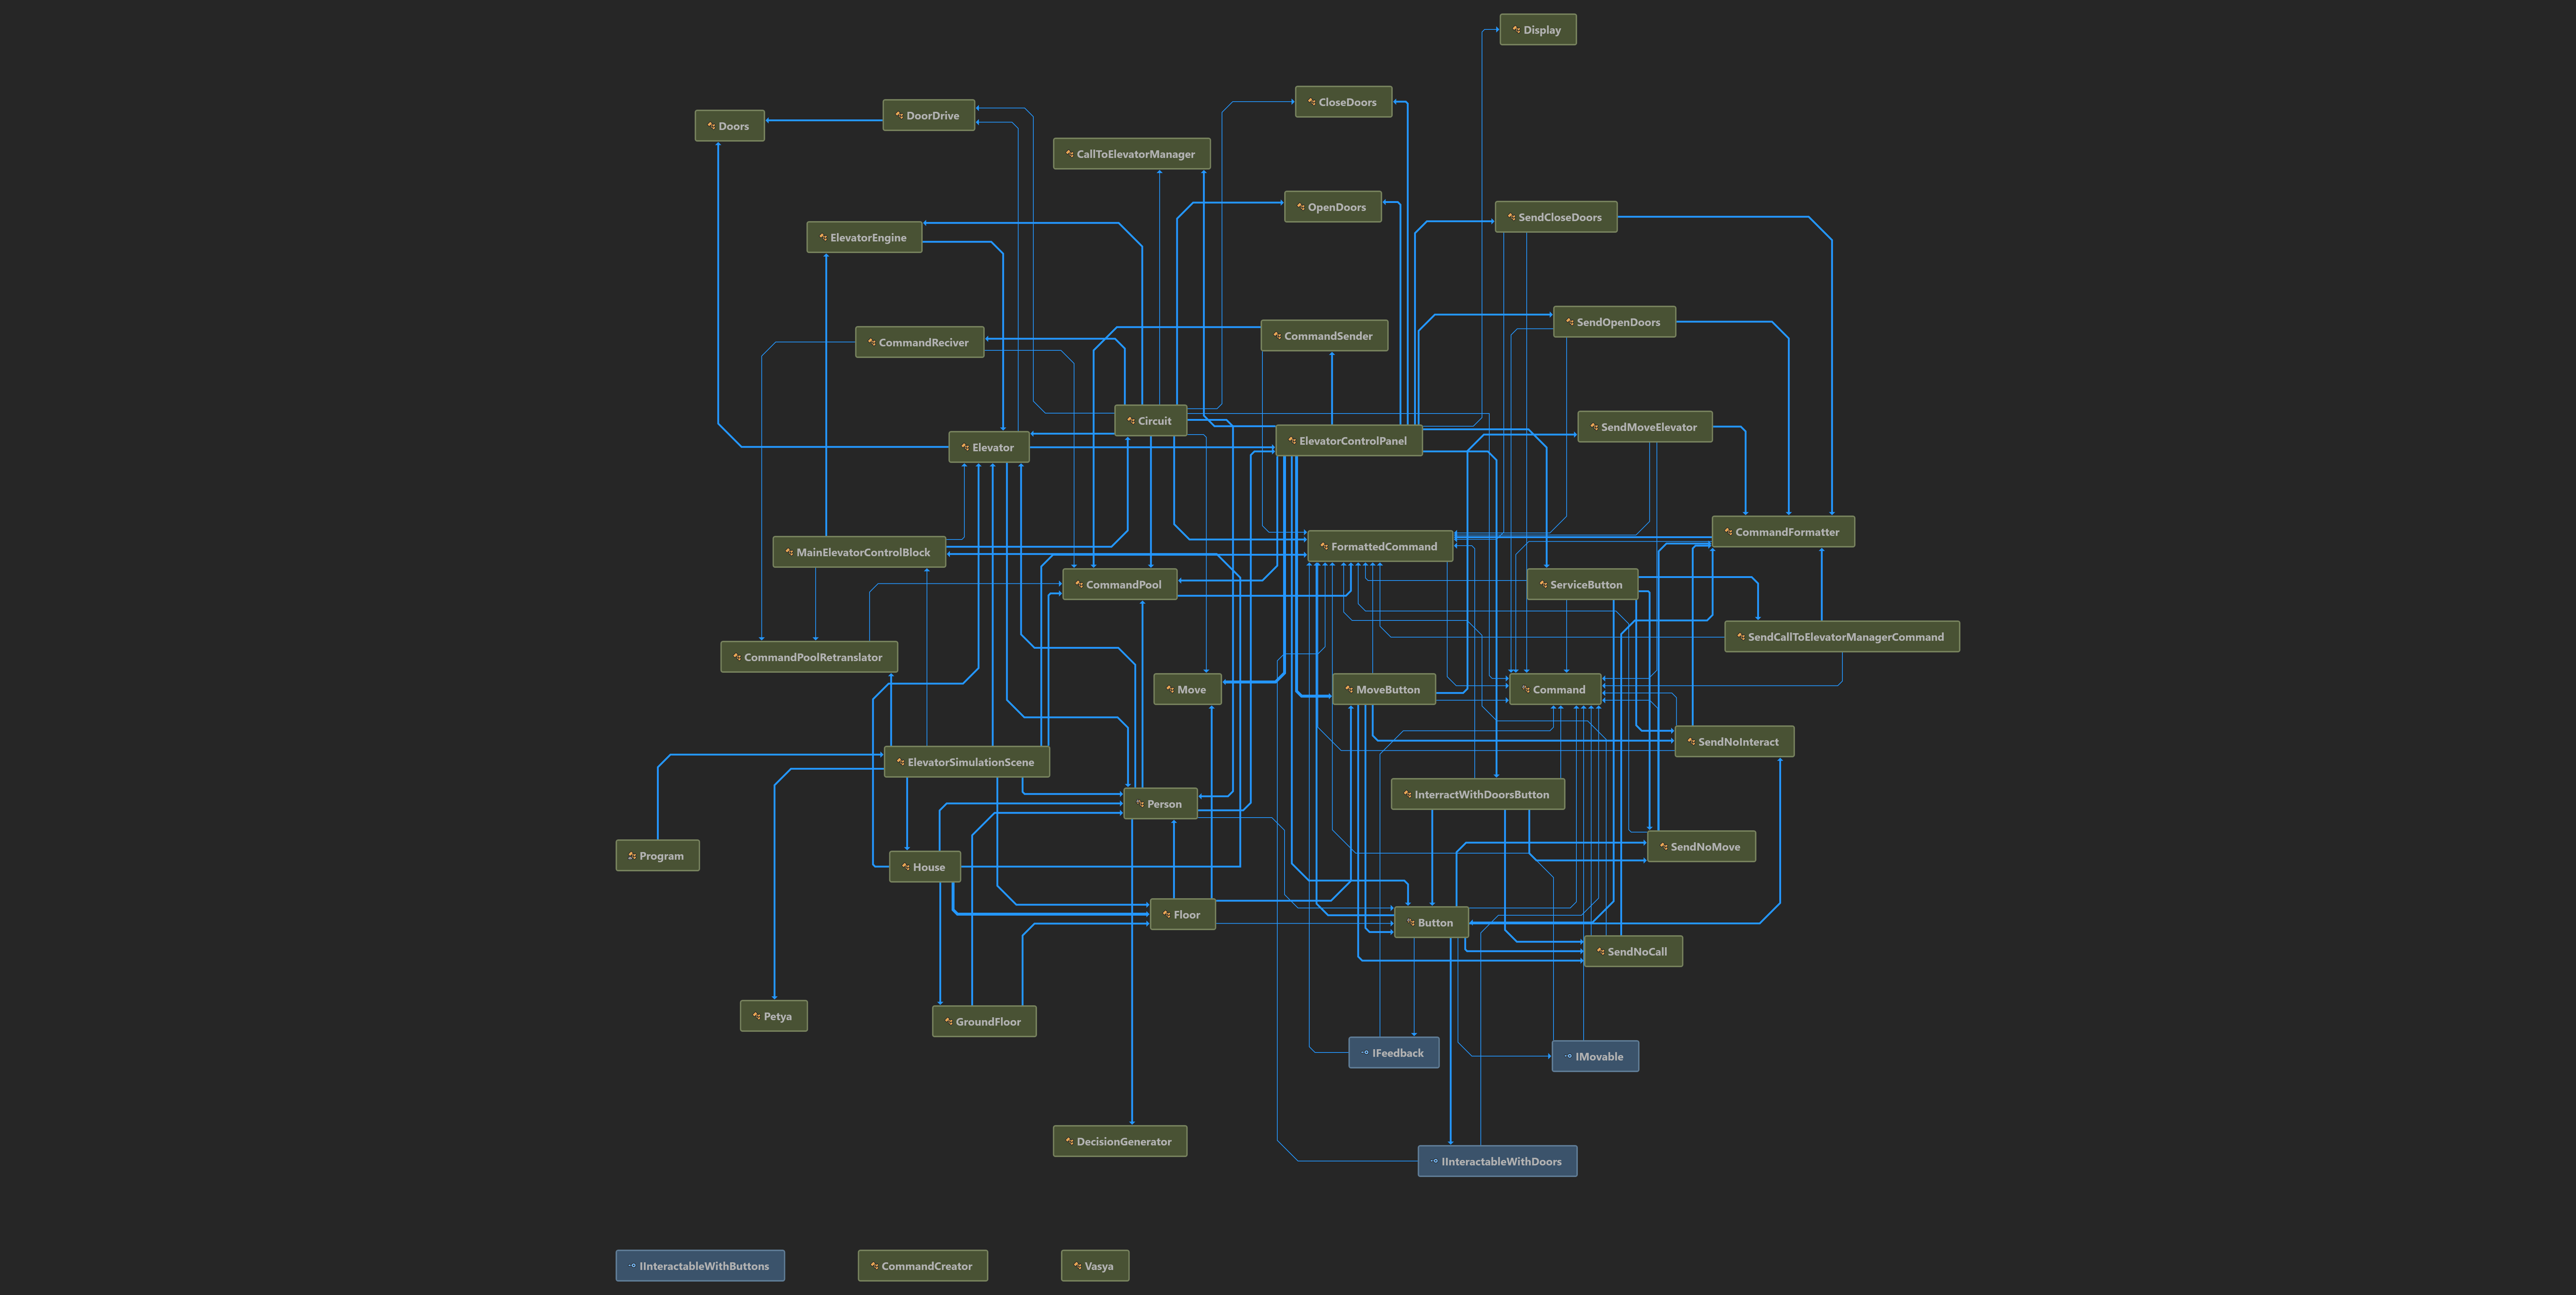 Display
CloseDoors
DoorDrive
Doors
CallToElevatorManager
OpenDoors
SendCloseDoors
ElevatorEngine
SendOpenDoors
CommandSender
CommandReciver
Circuit
SendMoveElevator
ElevatorControlPanel
Elevator
CommandFormatter
FormattedCommand
MainElevatorControlBlock
CommandPool
ServiceButton
SendCallToElevatorManagerCommand
CommandPoolRetranslator
Move
MoveButton
Command
SendNoInteract
ElevatorSimulationScene
InterractWithDoorsButton
Person
SendNoMove
Program
House
Floor
Button
SendNoCall
Petya
GroundFloor
IFeedback
IMovable
DecisionGenerator
IInteractableWithDoors
IInteractableWithButtons
CommandCreator
Vasya